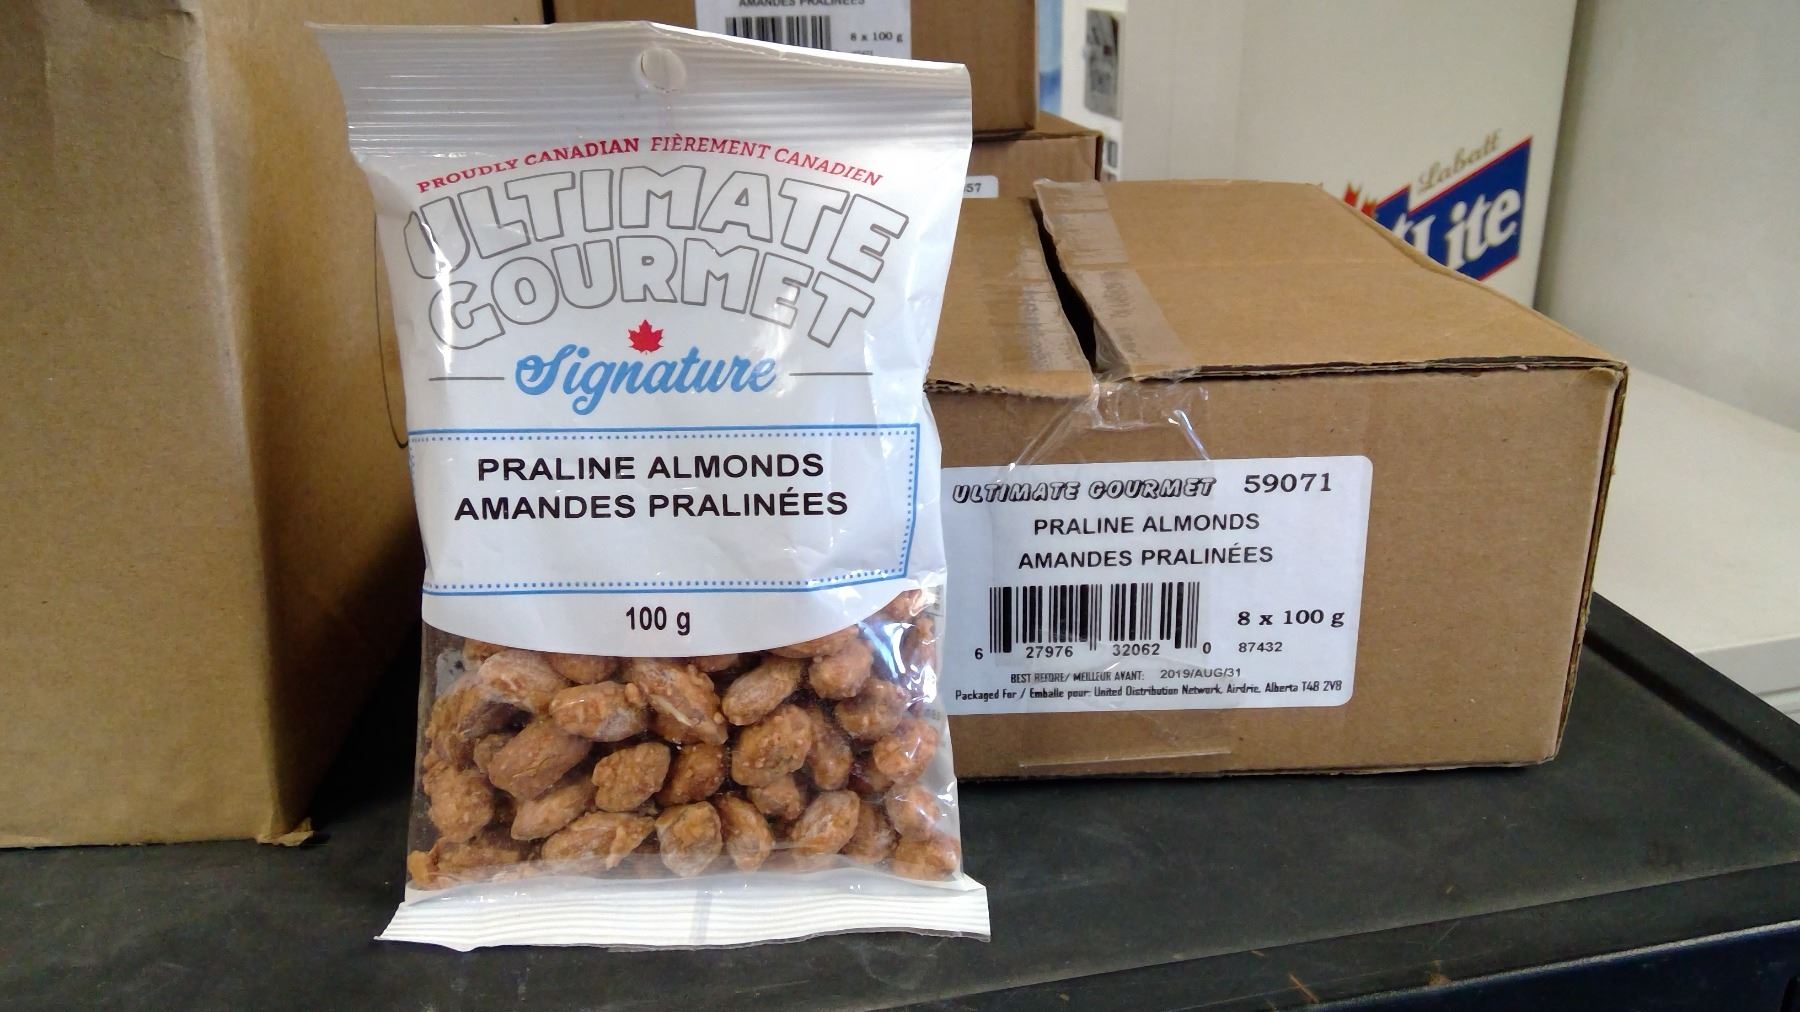 AMANDES PRALINÉES
8 x 100 g
PROUDLY CANADIAN FIÈREMENT CANADIEN
ULTIMATE
GOURMET
Signature
PRALINE ALMONDS
AMANDES PRALINÉES
100 g
57
Labatt
Lite
ULTIMATE GOURMET 59071
PRALINE ALMONDS
AMANDES PRALINÉES
8 x 100 g
6 27976 32062 0
87432
BEST BEFORE/ MEILLEUR AVANT: 2019/AUG/31
Packaged For / Emballe pour: United Distribution Network, Airdrie, Alberta T4B 2V8